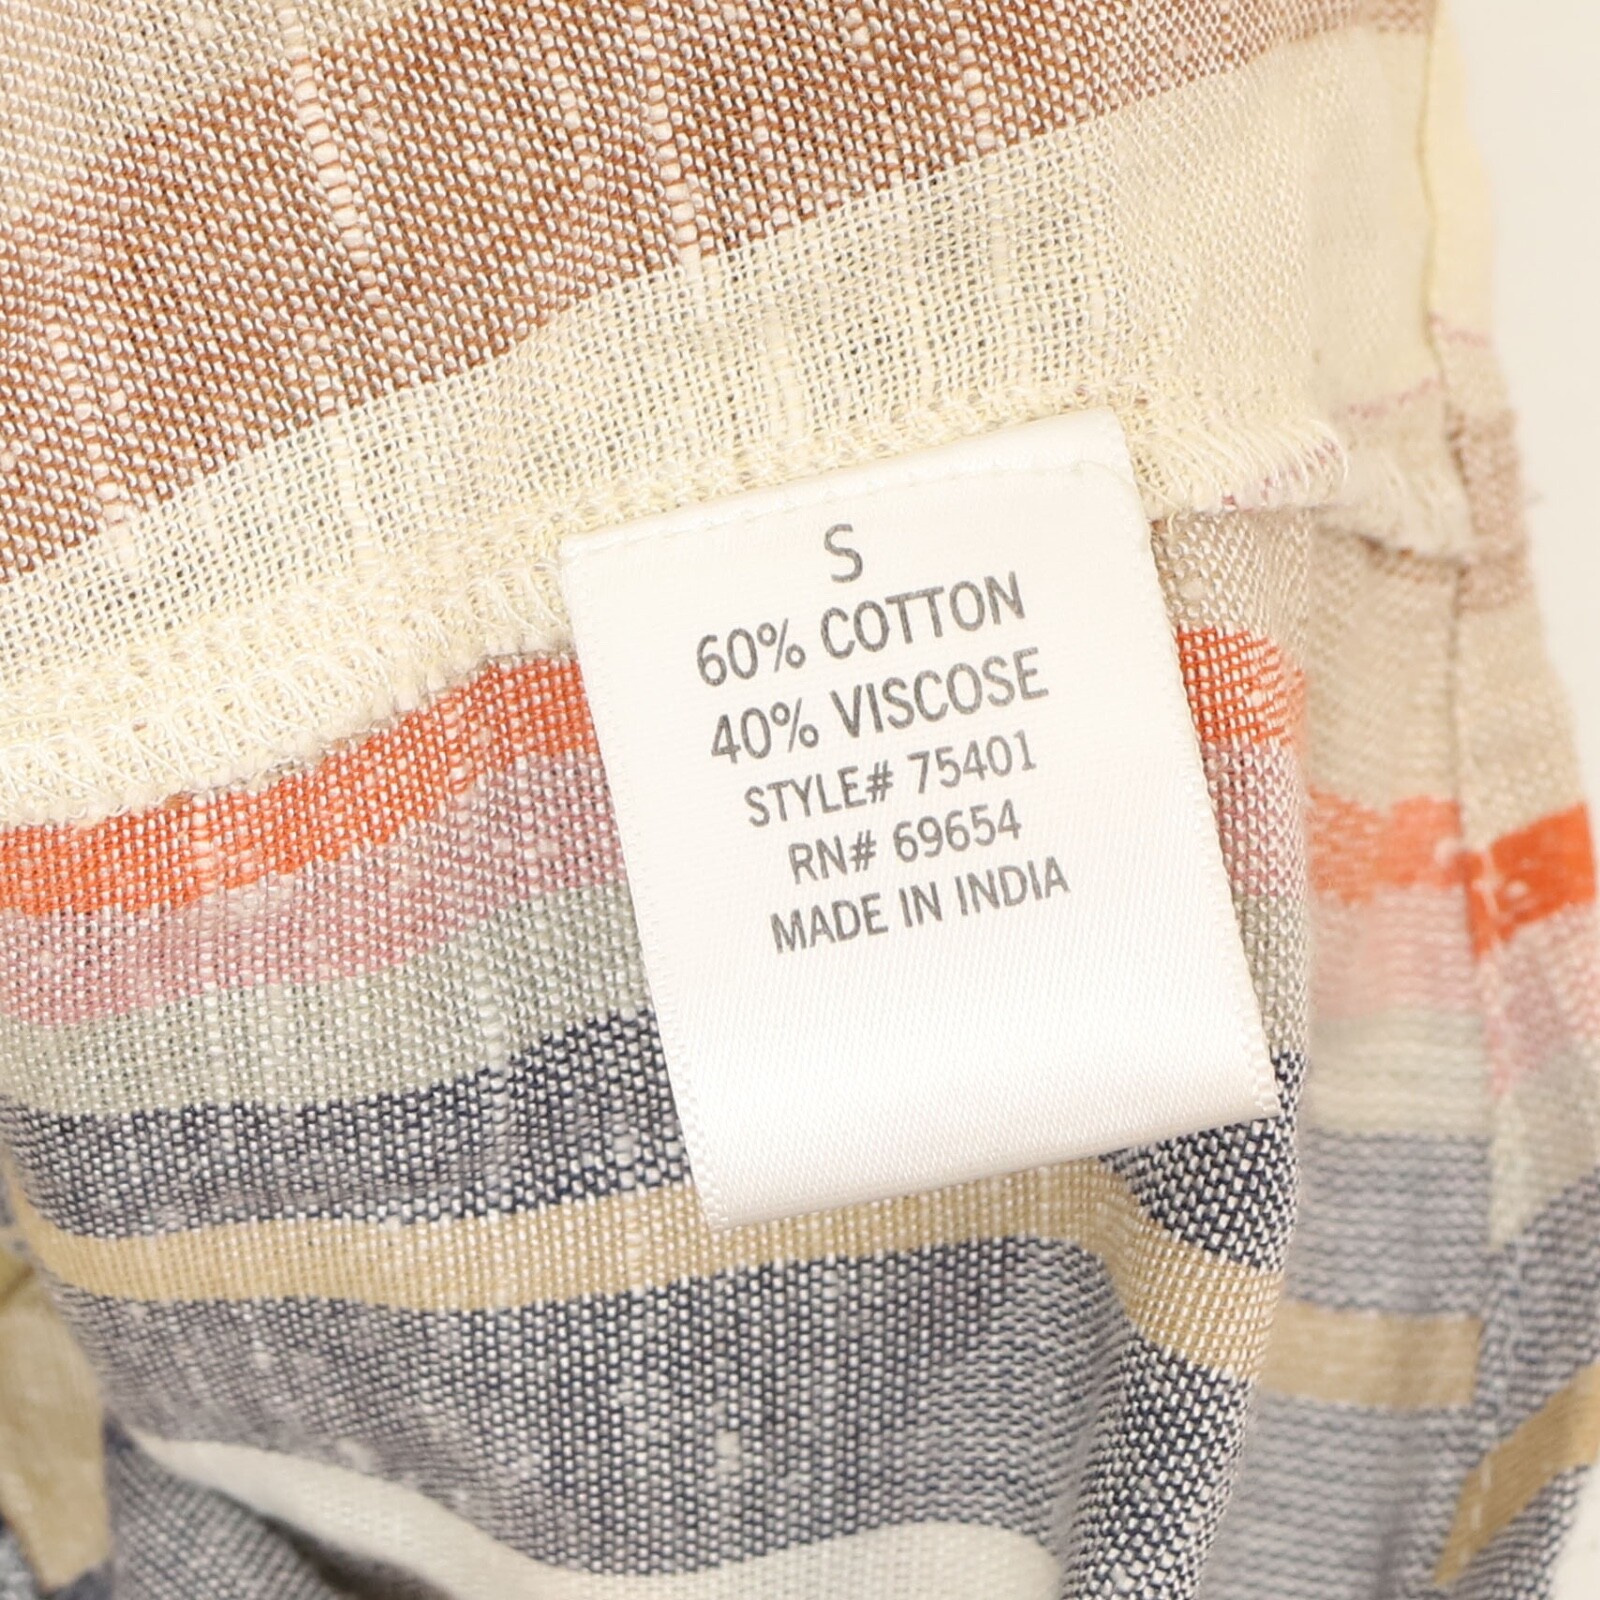 S
60% COTTON
40% VISCOSE
STYLE# 75401
RN# 69654
MADE IN INDIA